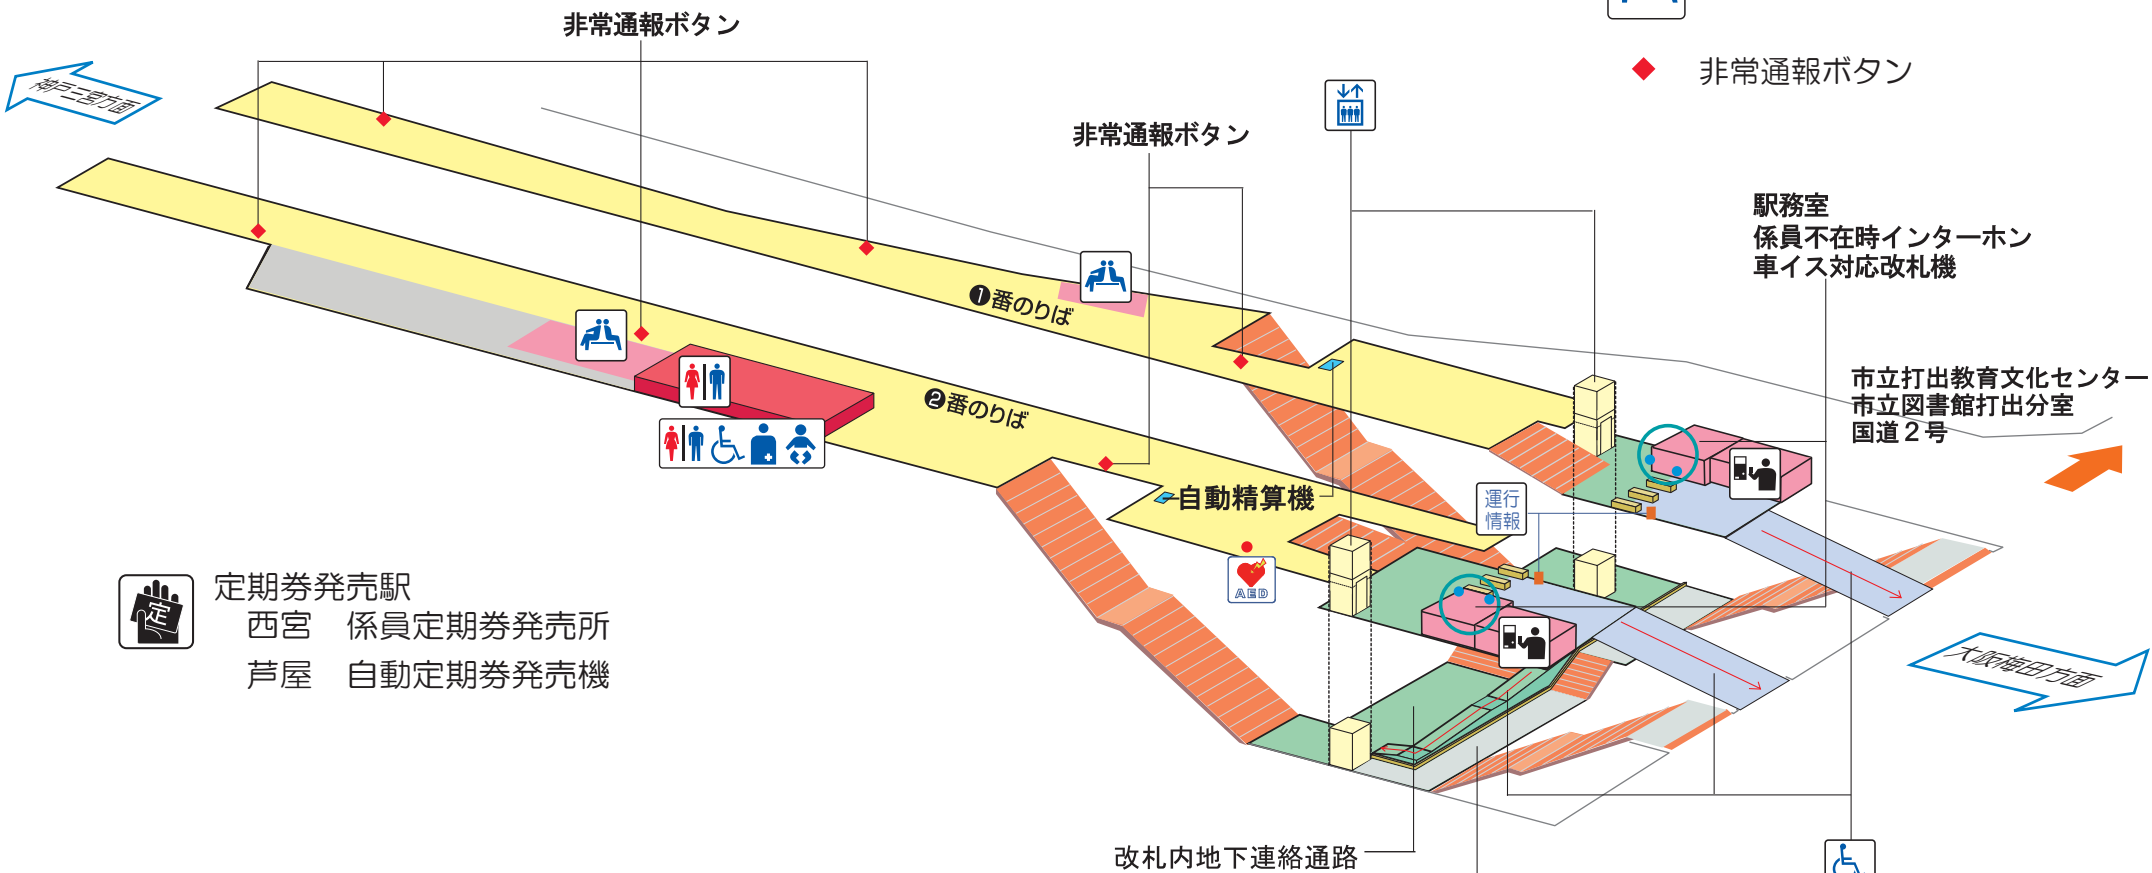 非常通報ボタン
神戸三宮方面
非常通報ボタン
非常通報ボタン
駅務室
係員不在時インターホン
車イス対応改札機
❶番のりば
市立打出教育文化センター
市立図書館打出分室
国道２号
❷番のりば
自動精算機
運行
情報
AED
定
定期券発売駅
西宮　係員定期券発売所
芦屋　自動定期券発売機
大阪梅田方面
改札内地下連絡通路